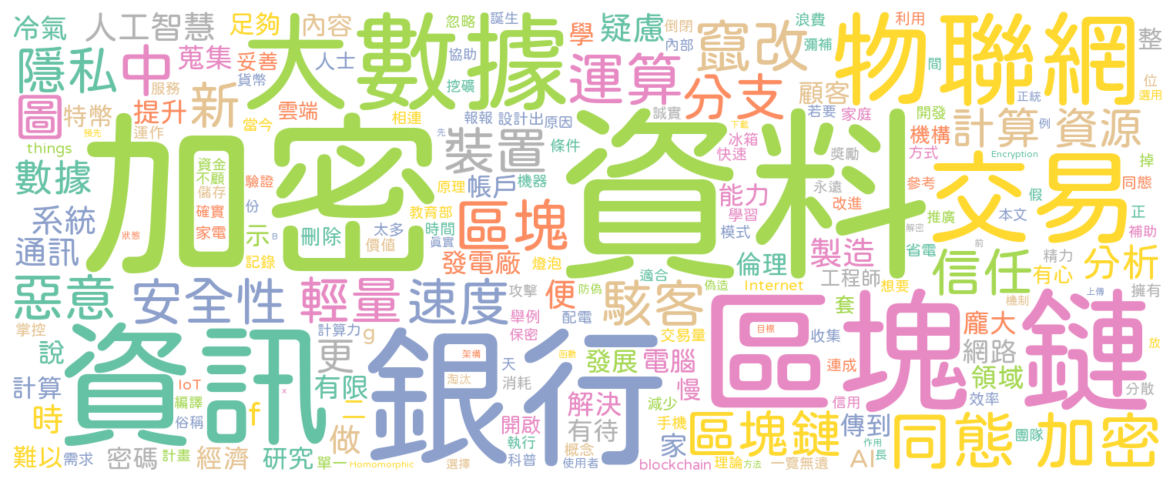 冷氣 人工智慧 足夠 內容 大數據 忽略 誕生 倒閉 學 疑慮 浪費 利用 物聯網 整
隱私 中 蒐集 妥善 人士 協助 內部 竄改 彌補 間 位
服務 貨幣 挖礦 運算 分支 顧客 正統 選用
圖 特幣 提升 新 雲端 相連 報報 設計出 原因 誠實 若要 家庭 開發
預先 運作 當今 先 下載 機構 計算 資源 例
things 加密 裝置 條件 資料 冰箱 快速 獎勵 方式 Encryption 掉
數據 資金 不顧 儲存 驗證 原理 帳戶 機器 能力 永遠 參考 交易 假 同態
確實 份 教育部 區塊 學習 改進 推廣 本文 正
系統 家電 示 刪除 太多 時間 模式 解密 補助
狀態 B 價值 真實 製造 省電 前 精力
通訊 記錄 發電廠 燈泡 適合 倫理 工程師 信任 有心 分析
惡意 安全性 輕量 速度 攻擊 便 防偽 偽造 駭客 Internet 想要 套 機制 上傳 擁有
掌控 計算力 g 舉例 配電 交易量 目標 區塊鏈 龐大 放
說 資訊 更 保密 銀行 收集 網路
架構 天 回數 發展 電腦 連成 分散
計算 IoT 有限 淘汰 消耗 慢 領域
編譯 x 解決 減少 信用 效率
時 俗稱 f 二 開啟 有待 手機 區塊鏈 傳到 同態 加密
做 執行 概念 家 作用 團隊
難以 需求 密碼 計畫 經濟 研究 單一 Homomorphic 選擇 科普 使用者 blockchain 理論 方法 一覽無遺 AI 長